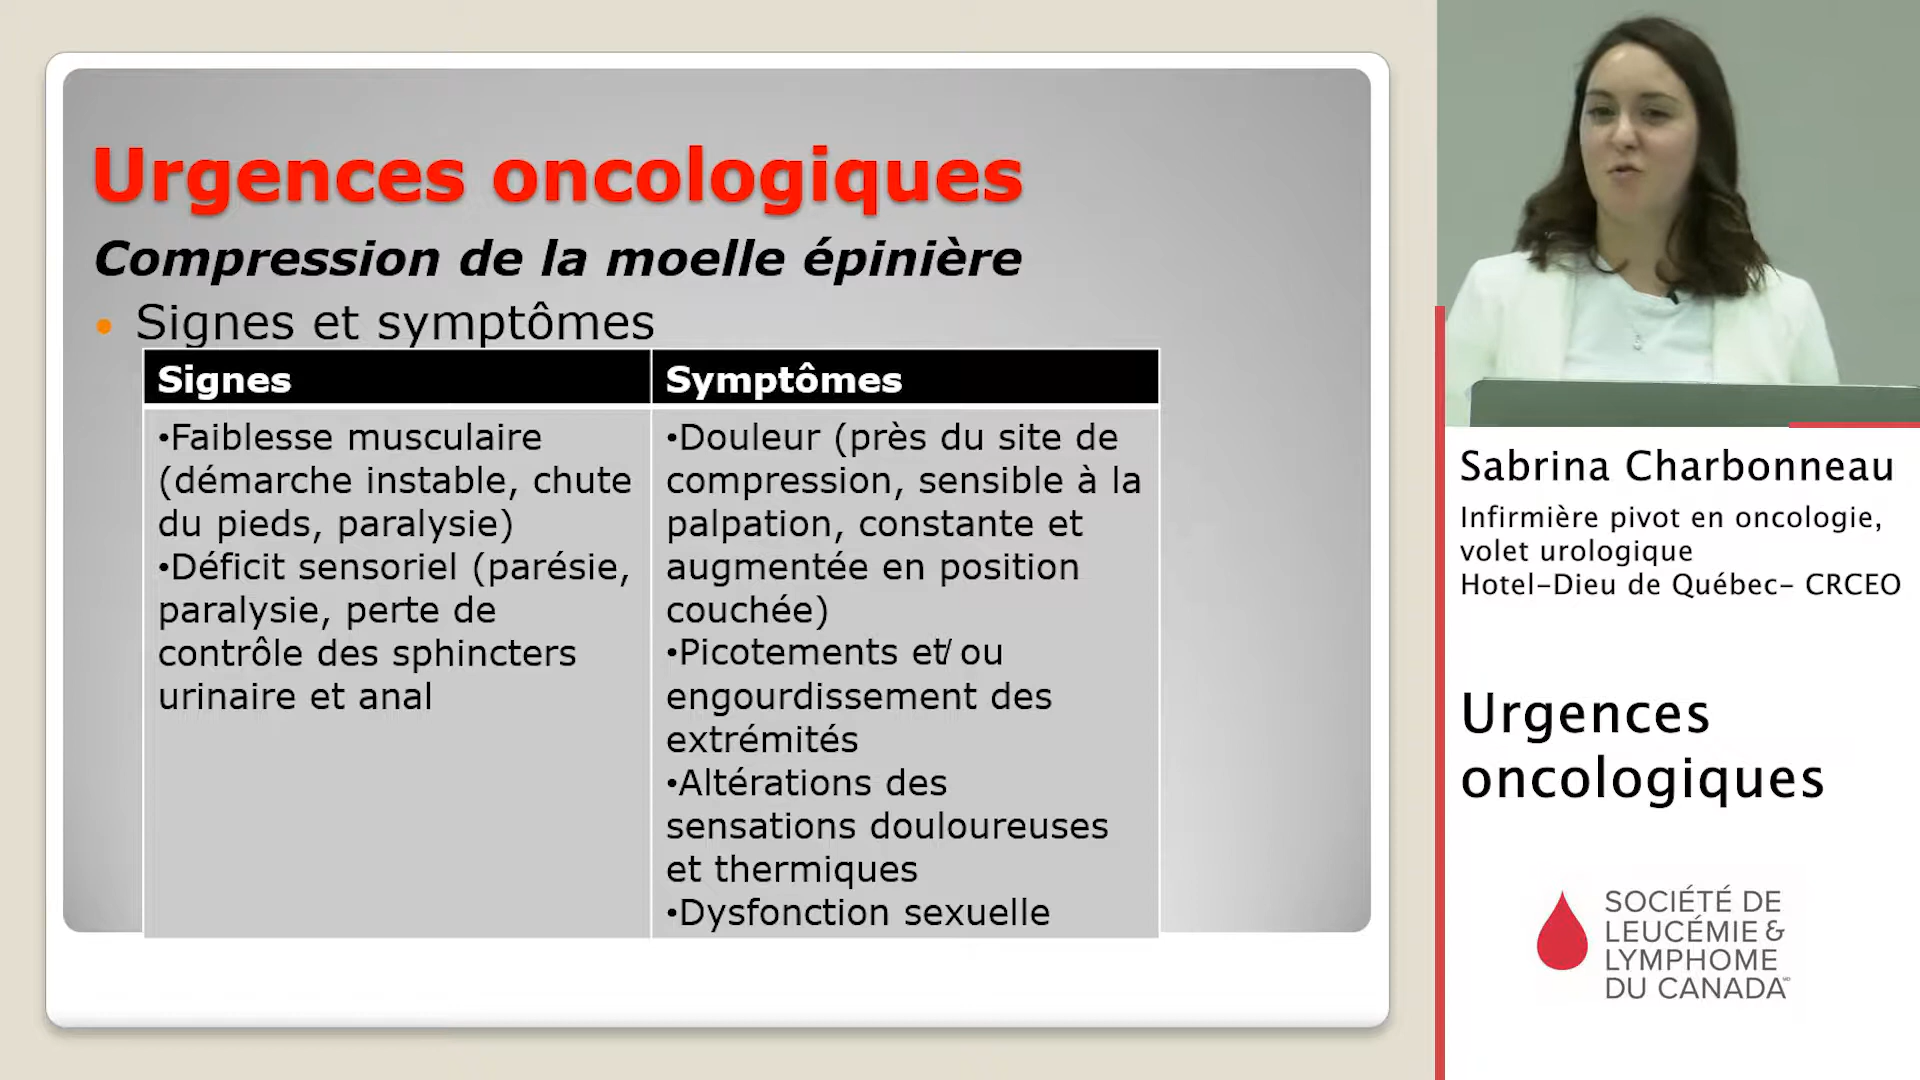 Urgences oncologiques
Compression de la moelle épinière
• Signes et symptômes
Signes
•Faiblesse musculaire
(démarche instable, chute
du pieds, paralysie)
•Déficit sensoriel (parésie,
paralysie, perte de
contrôle des sphincters
urinaire et anal
Symptômes
•Douleur (près du site de
compression, sensible à la
palpation, constante et
augmentée en position
couchée)
•Picotements et/ ou
engourdissement des
extrémités
•Altérations des
sensations douloureuses
et thermiques
•Dysfonction sexuelle
Sabrina Charbonneau
Infirmière pivot en oncologie,
volet urologique
Hotel-Dieu de Québec- CRCEO
Urgences
oncologiques
SOCIÉTÉ DE
LEUCÉMIE &
LYMPHOME
DU CANADA MD